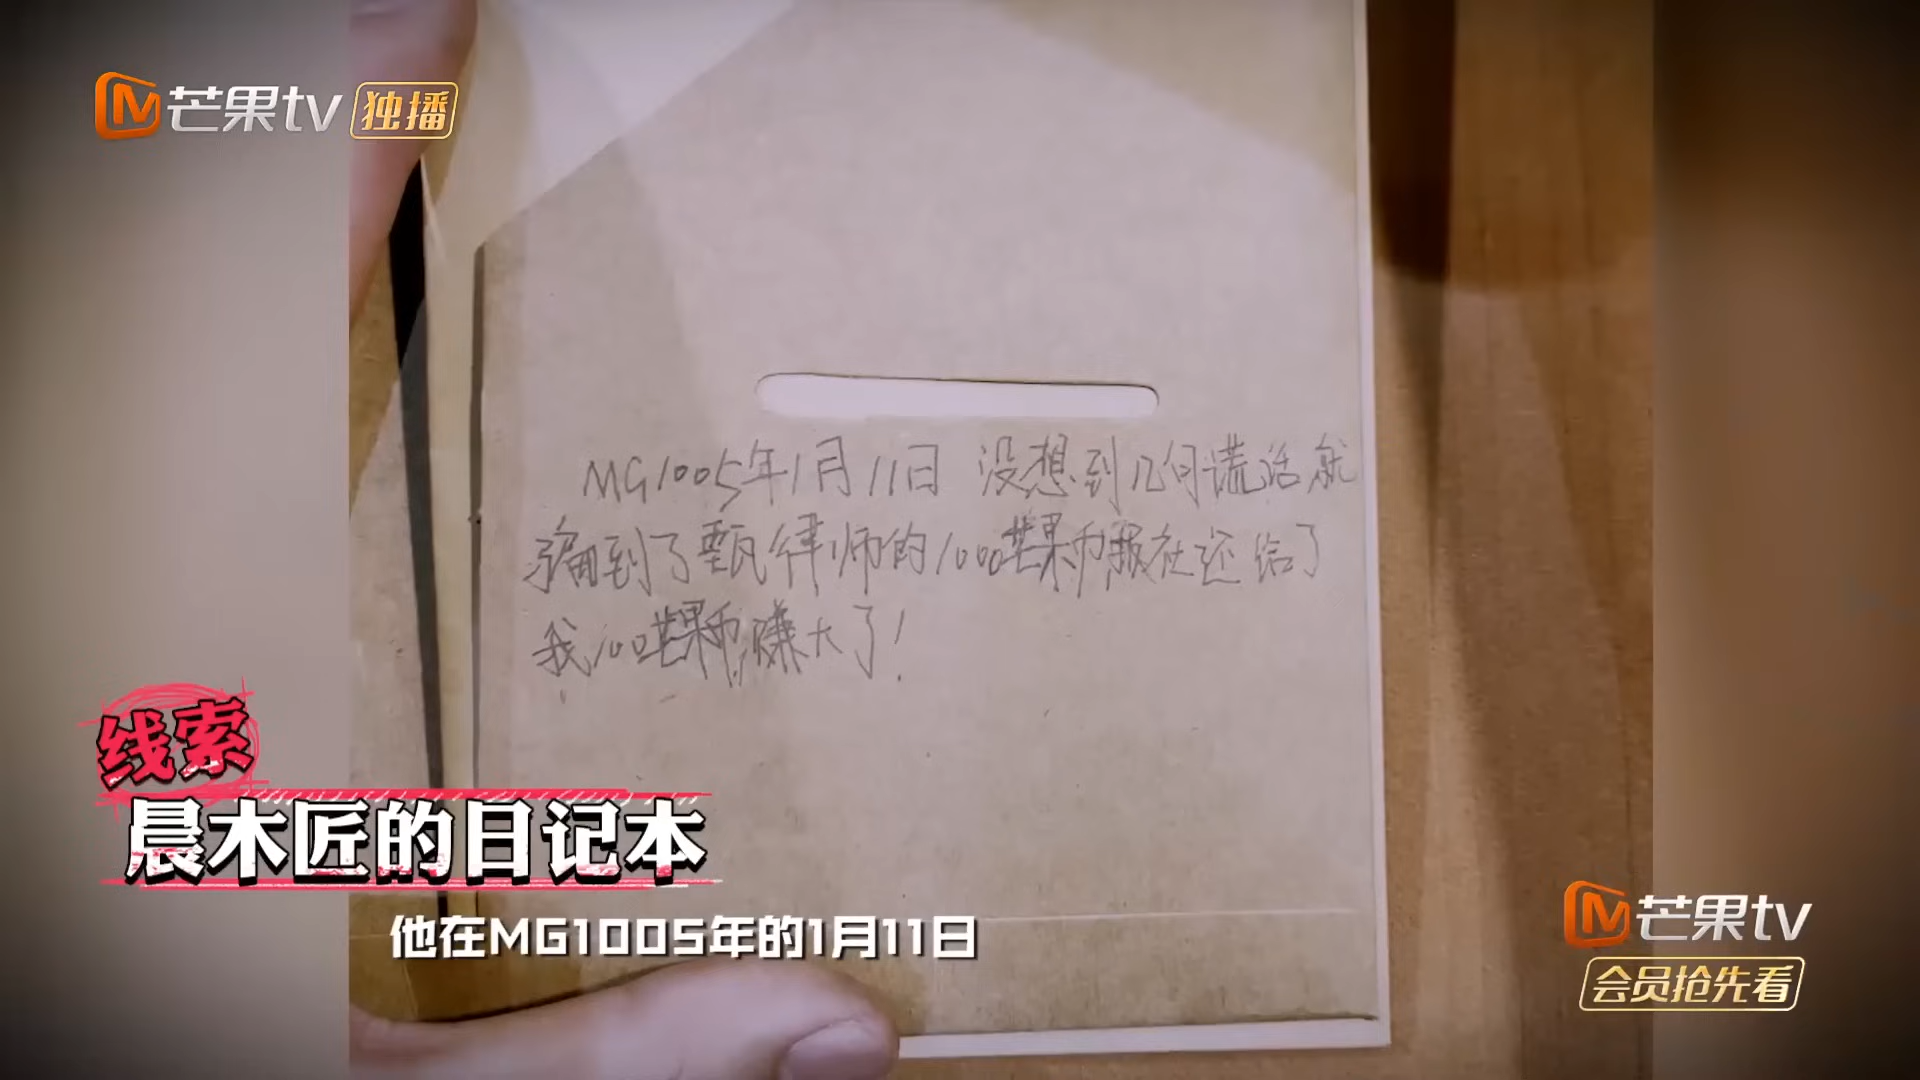 芒果tv 独播
MG1005年1月11日 没想到几句谎话就
骗到了甄律师的1000芒果币报社还给了
我100芒果币,赚大了!
线索
晨木匠的日记本
他在MG1005年的1月11日
芒果tv
会员抢先看